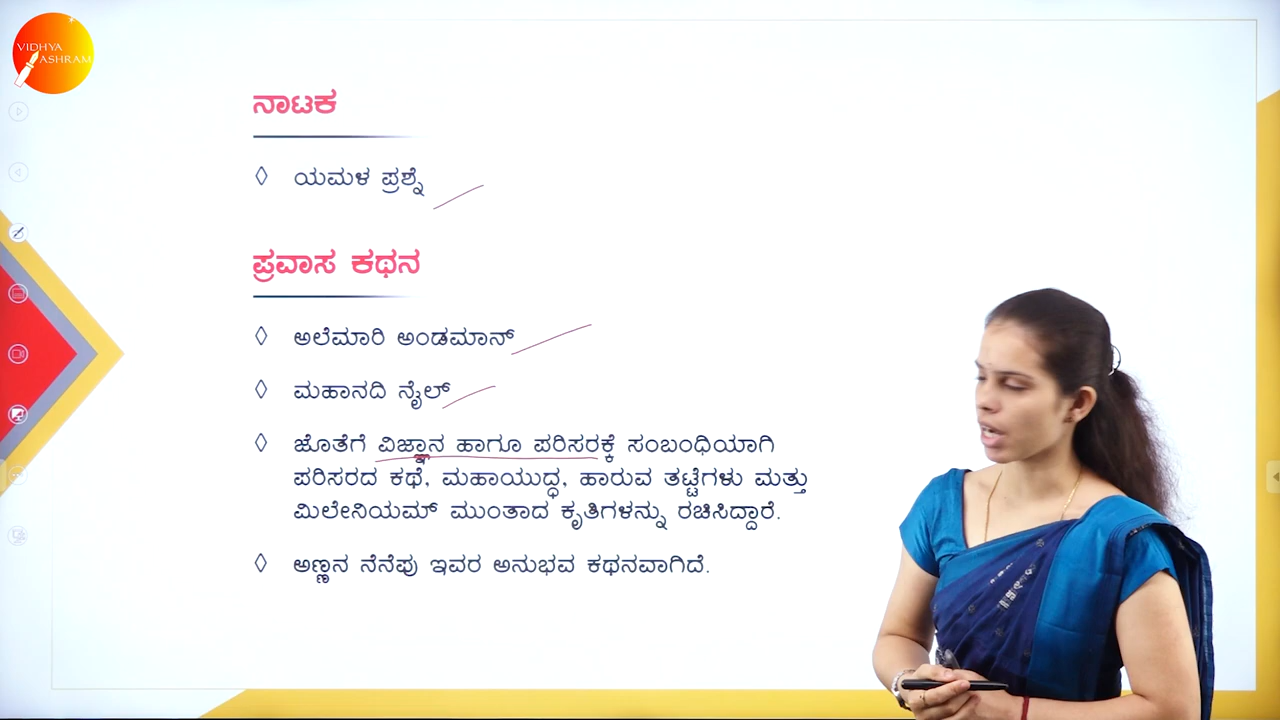 VIDHYA
ASHRAM
ನಾಟಕ
◊ ಯಮಳ ಪ್ರಶ್ನೆ
ಪ್ರವಾಸ ಕಥನ
◊ ಅಲೆಮಾರಿ ಅಂಡಮಾನ್
◊ ಮಹಾನದಿ ನೈಲ್
◊ ಜೊತೆಗೆ ವಿಜ್ಞಾನ ಹಾಗೂ ಪರಿಸರಕ್ಕೆ ಸಂಬಂಧಿಯಾಗಿ
ಪರಿಸರದ ಕಥೆ, ಮಹಾಯುದ್ಧ, ಹಾರುವ ತಟ್ಟೆಗಳು ಮತ್ತು
ಮಿಲೇನಿಯಮ್ ಮುಂತಾದ ಕೃತಿಗಳನ್ನು ರಚಿಸಿದ್ದಾರೆ.
◊ ಅಣ್ಣನ ನೆನೆಪು ಇವರ ಅನುಭವ ಕಥನವಾಗಿದೆ.